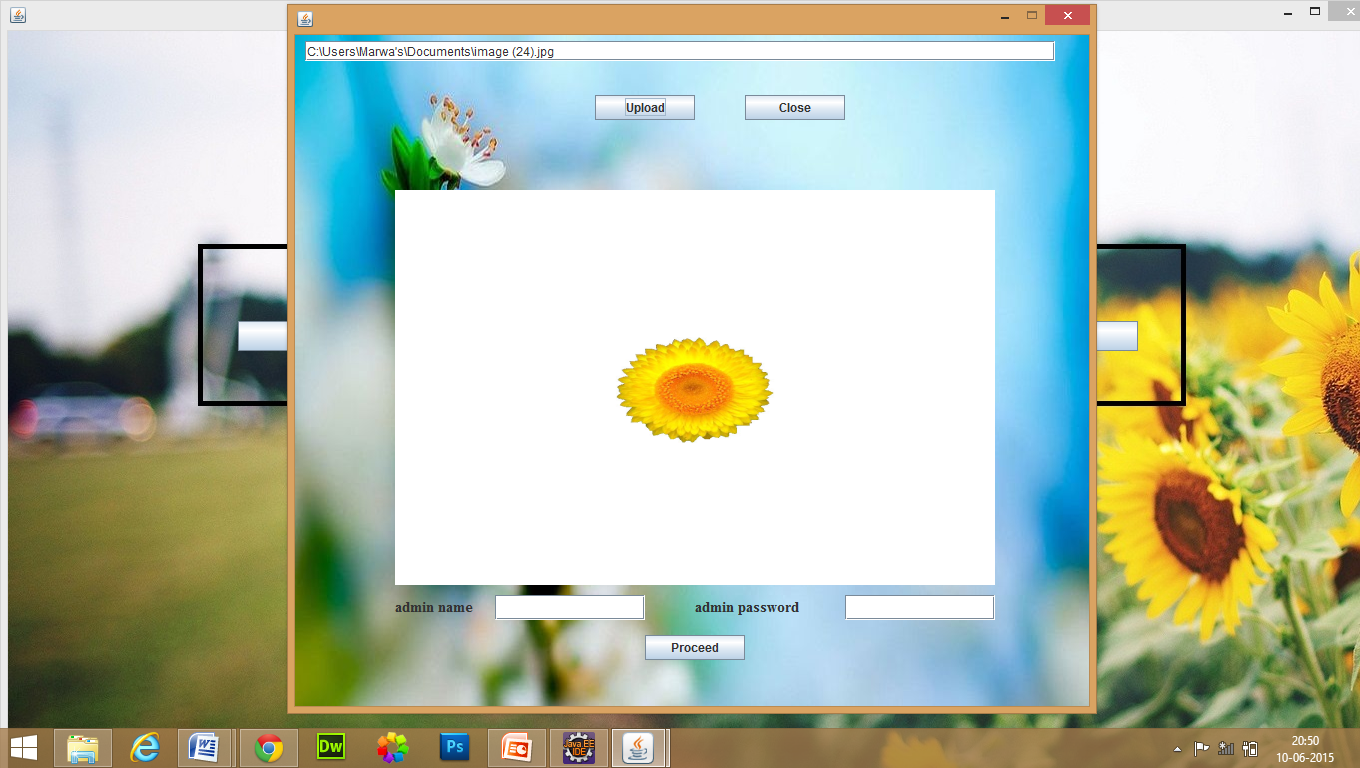 C:\Users\Marwa's\Documents\image (24).jpg
Upload
Close
admin name
admin password
Proceed
Dw
Ps
Java EE
IDE
20:50
10-06-2015